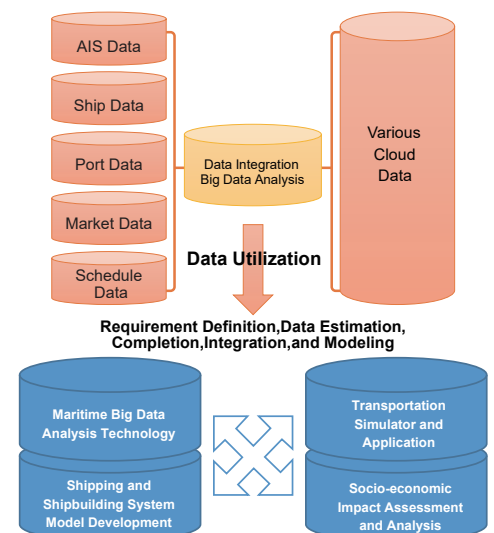 AIS Data
Ship Data
Port Data
Market Data
Schedule
Data
Data Integration
Big Data Analysis
Various
Cloud
Data
Data Utilization
Requirement Definition,Data Estimation,
Completion,Integration,and Modeling
Maritime Big Data
Analysis Technology
Transportation
Simulator and
Application
Shipping and
Shipbuilding System
Model Development
Socio-economic
Impact Assessment
and Analysis